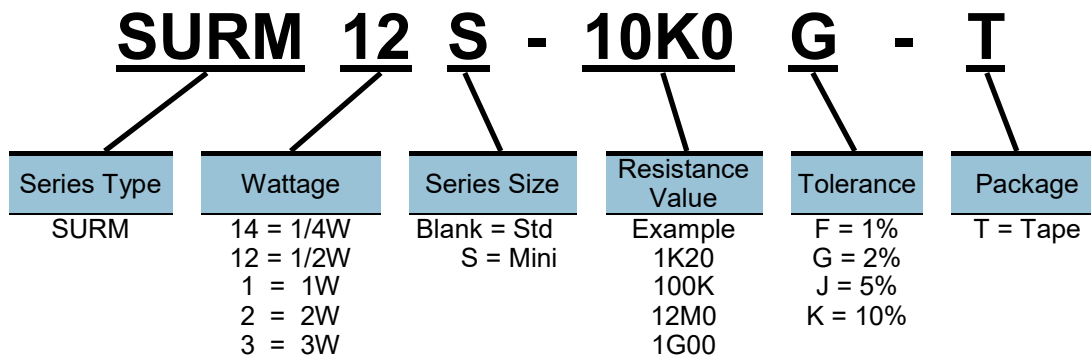 SURM 12 S - 10K0 G - T
Series Type
SURM
Wattage
14 = 1/4W
12 = 1/2W
1 = 1W
2 = 2W
3 = 3W
Series Size
Blank = Std
S = Mini
Resistance
Value
Example
1K20
100K
12M0
1G00
Tolerance
F = 1%
G = 2%
J = 5%
K = 10%
Package
T = Tape